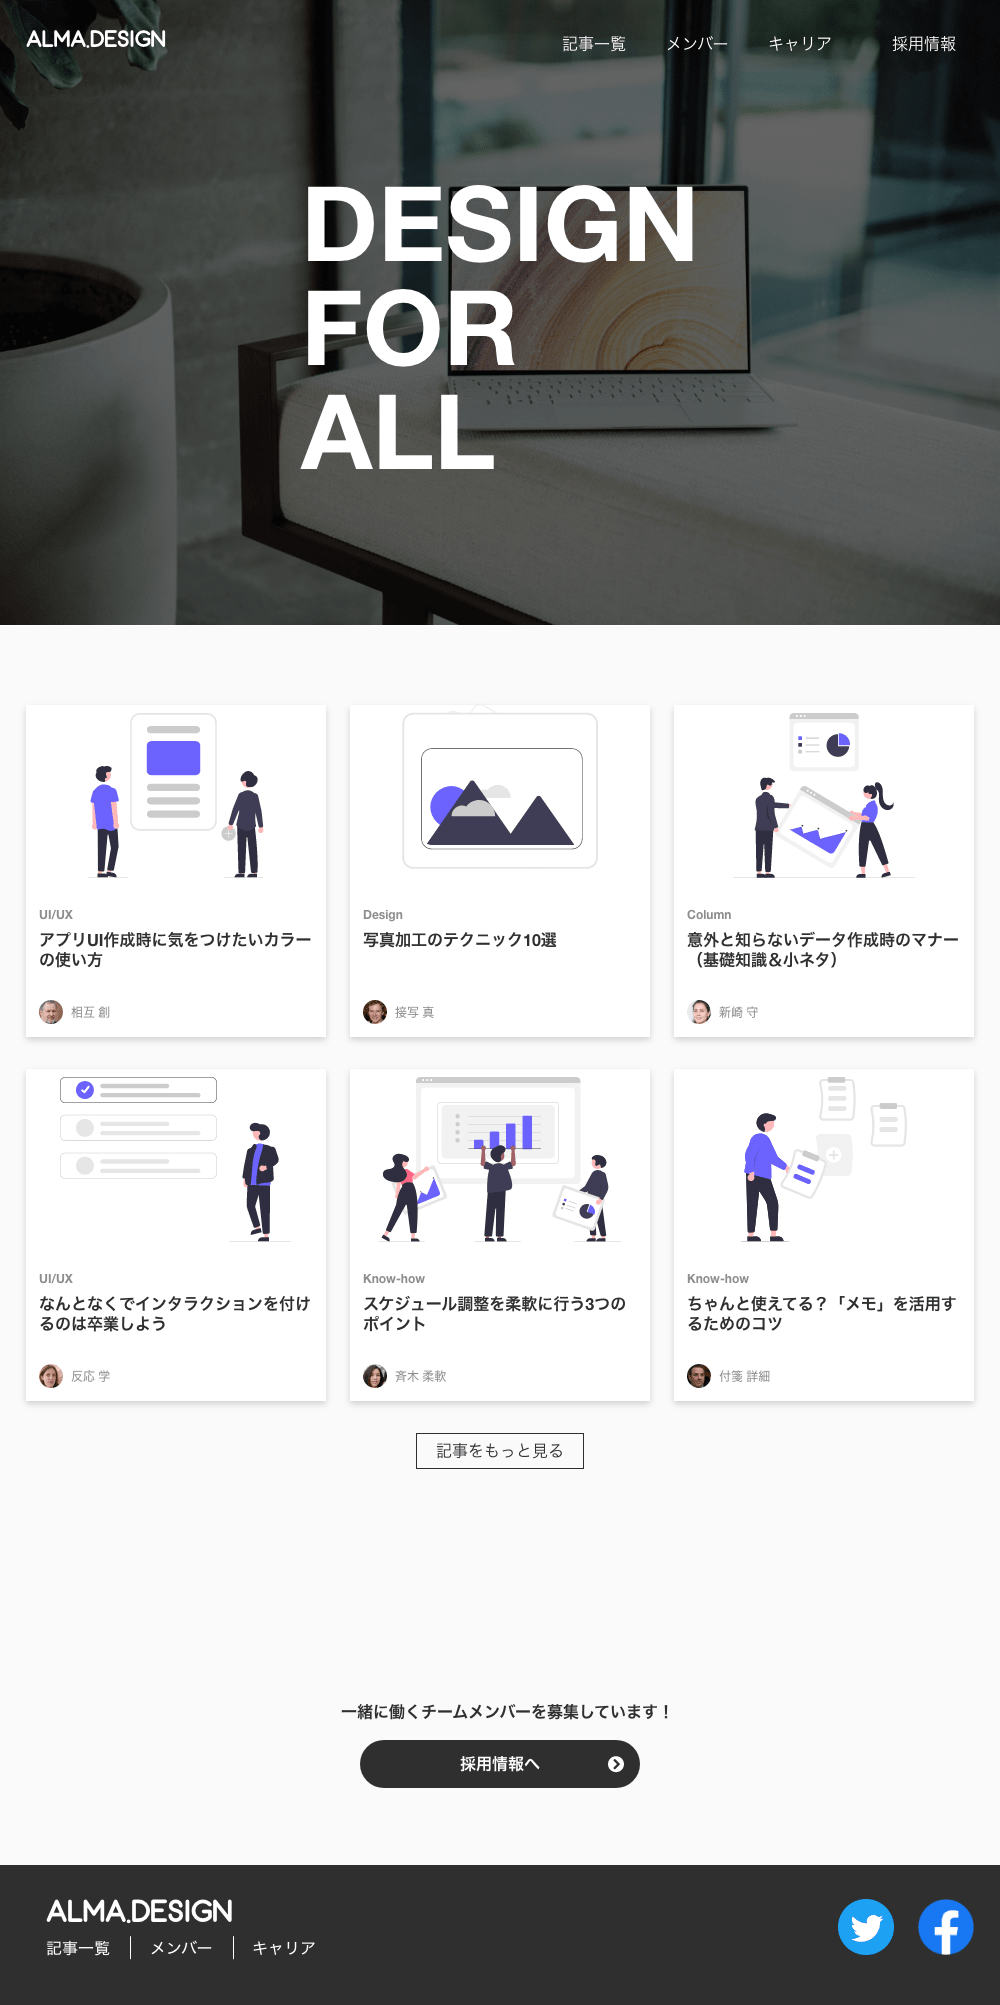 ALMA.DESIGN
記事一覧 メンバー キャリア 採用情報
DESIGN
FOR
ALL
UI/UX
アプリUI作成時に気をつけたいカラー
の使い方
相互 創
Design
写真加工のテクニック10選
接写 真
Column
意外と知らないデータ作成時のマナー
（基礎知識＆小ネタ）
新崎 守
UI/UX
なんとなくでインタラクションを付け
るのは卒業しよう
反応 学
Know-how
スケジュール調整を柔軟に行う3つの
ポイント
斉木 柔軟
Know-how
ちゃんと使えてる？「メモ」を活用す
るためのコツ
付箋 詳細
記事をもっと見る
一緒に働くチームメンバーを募集しています！
採用情報へ
ALMA.DESIGN
記事一覧 メンバー キャリア